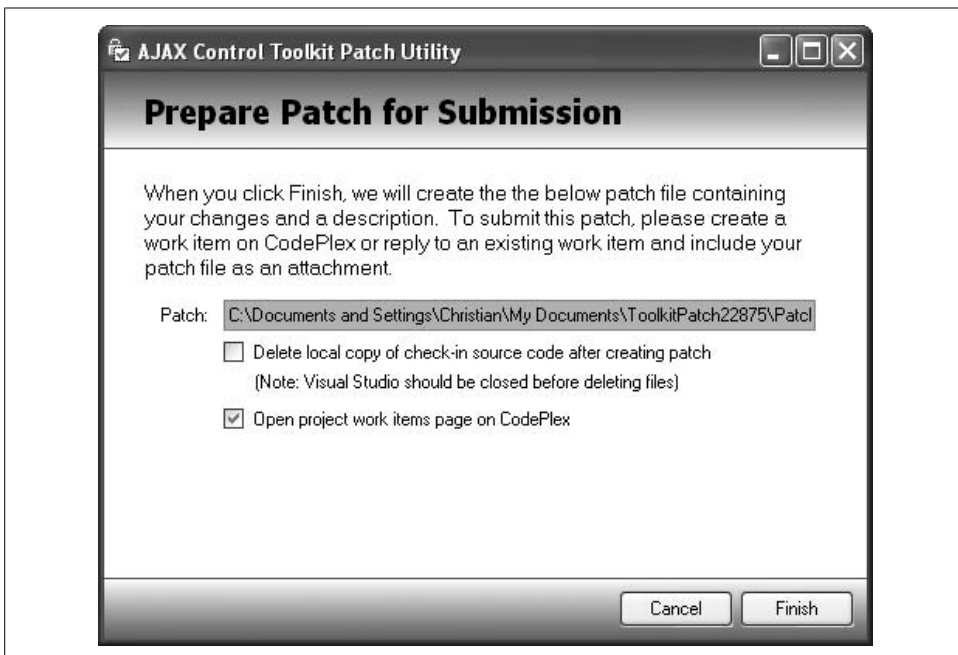 AJAX Control Toolkit Patch Utility
Prepare Patch for Submission
When you click Finish, we will create the the below patch file containing
your changes and a description. To submit this patch, please create a
work item on CodePlex or reply to an existing work item and include your
patch file as an attachment.
Patch: C:\Documents and Settings\Christian\My Documents\ToolkitPatch22875\Patcl
Delete local copy of check-in source code after creating patch
(Note: Visual Studio should be closed before deleting files)
Open project work items page on CodePlex
Cancel Finish